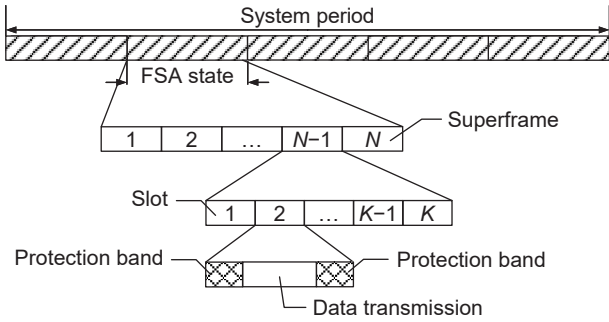 System period
FSA state
1 2 … N−1 N
Superframe
Slot
1 2 … K−1 K
Protection band
Protection band
Data transmission